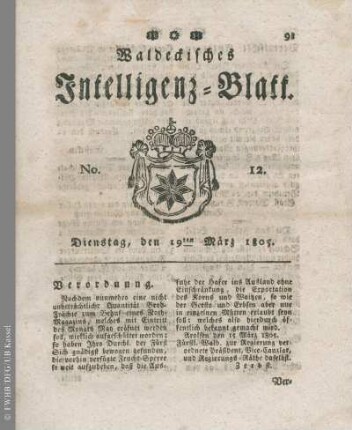 91
Waldeckisches
Intelligenz-Blatt.
No. 12.
Dienstag, den 19ten März 1805.
Verordnung.
Nachdem nunmehro eine nicht
unbeträchtliche Quantität Brod-
Früchte zum Behuf eines Korn-
Magazins, welches mit Eintritt
des Monats May eröfnet werden
soll, würklich aufgeschüttet worden:
so haben Ihro Durchl. der Fürst
Sich gnädigst bewogen gefunden,
die vorhin verfügte Frucht-Sperre
so weit aufzuheben, daß die Aus-
fuhr der Hafer ins Ausland ohne
Einschränkung, die Exportation
des Korns und Waitzen, so wie
der Gerste und Erbsen aber nur
in einzelnen Maltern erlaubt seyn
soll: welches also hierdurch öf-
fentlich bekannt gemacht wird.
Arolsen den 15 März 1805.
Fürstl. Wald. zur Regierung ver-
ordnete Präsident, Vice-Canzlar,
und Regierungs-Räthe daselbst.
Ver-
© FWHB/DFG/UB Kassel